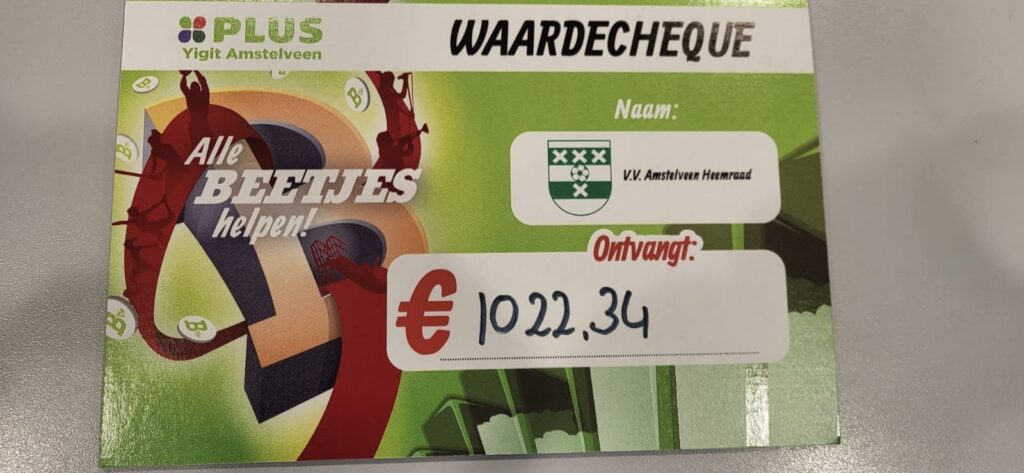 PLUS
Yigit Amstelveen
WAARDECHEQUE
Naam:
V.V. Amstelveen Heemraad
Alle
BEETJES
helpen!
Ontvangt:
€ 1022,34